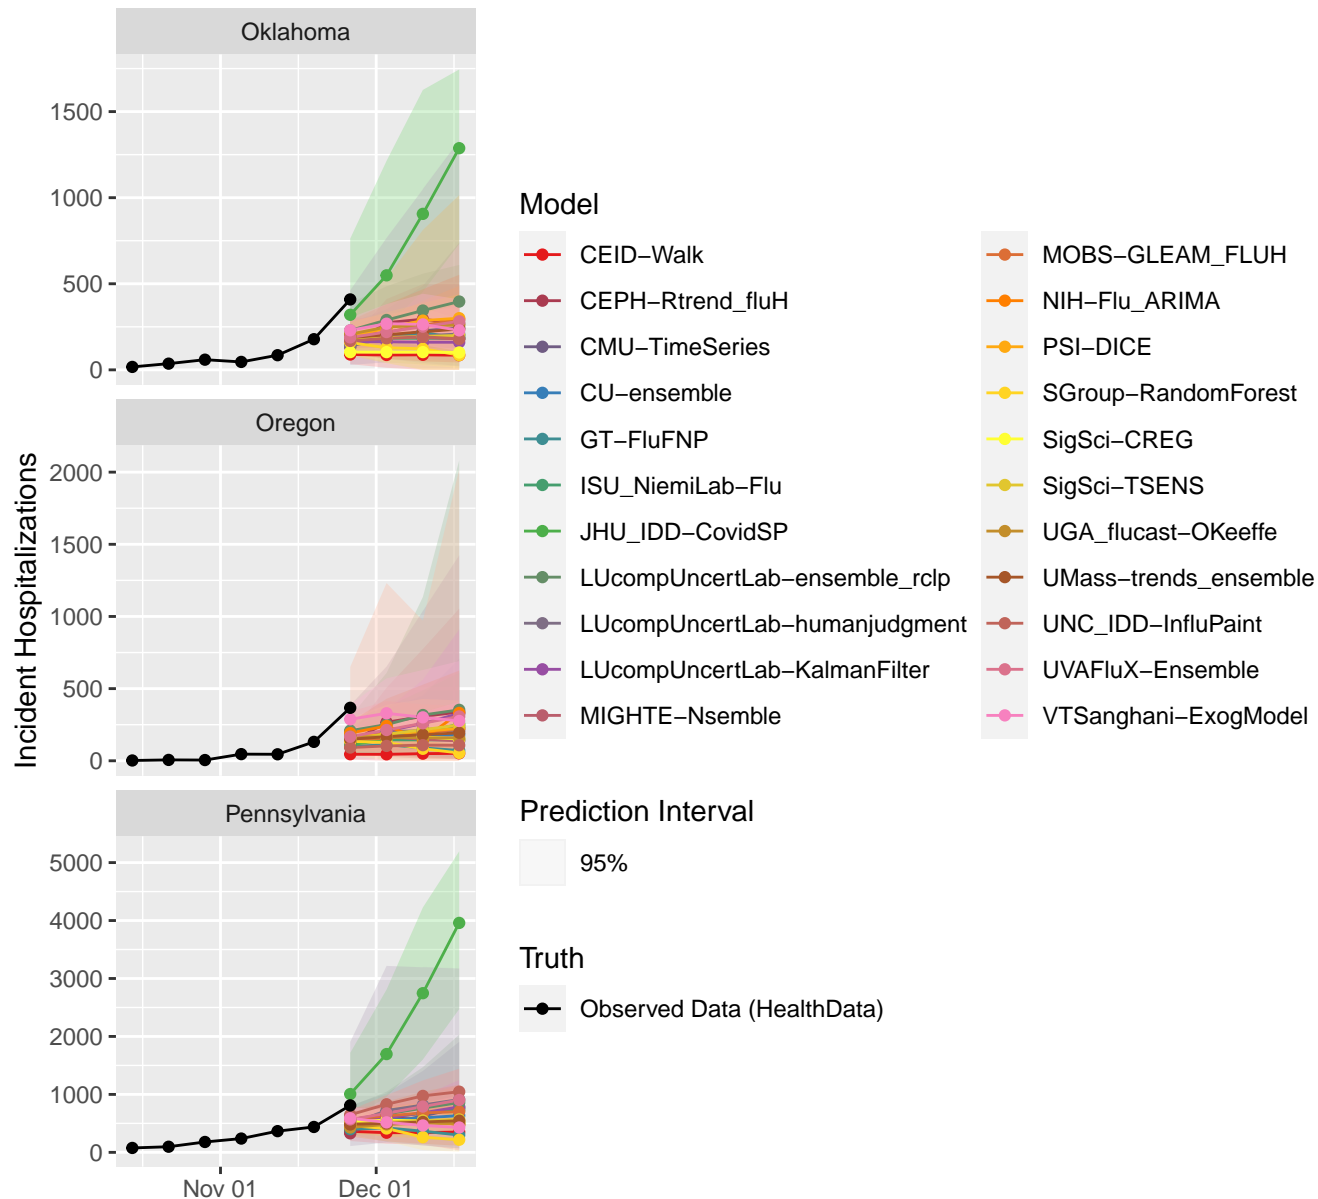 Oklahoma
1500
1000
500
0
Oregon
2000
1500
1000
500
0
Pennsylvania
5000
4000
3000
2000
1000
0
Nov 01
Dec 01
Incident Hospitalizations
Model
CEID−Walk
CEPH−Rtrend_fluH
CMU−TimeSeries
CU−ensemble
GT−FluFNP
ISU_NiemiLab−Flu
JHU_IDD−CovidSP
LUcompUncertLab−ensemble_rclp
LUcompUncertLab−humanjudgment
LUcompUncertLab−KalmanFilter
MIGHTE−Nsemble
MOBS−GLEAM_FLUH
NIH−Flu_ARIMA
PSI−DICE
SGroup−RandomForest
SigSci−CREG
SigSci−TSENS
UGA_flucast−OKeeffe
UMass−trends_ensemble
UNC_IDD−InfluPaint
UVAFluX−Ensemble
VTSanghani−ExogModel
Prediction Interval
95%
Truth
Observed Data (HealthData)